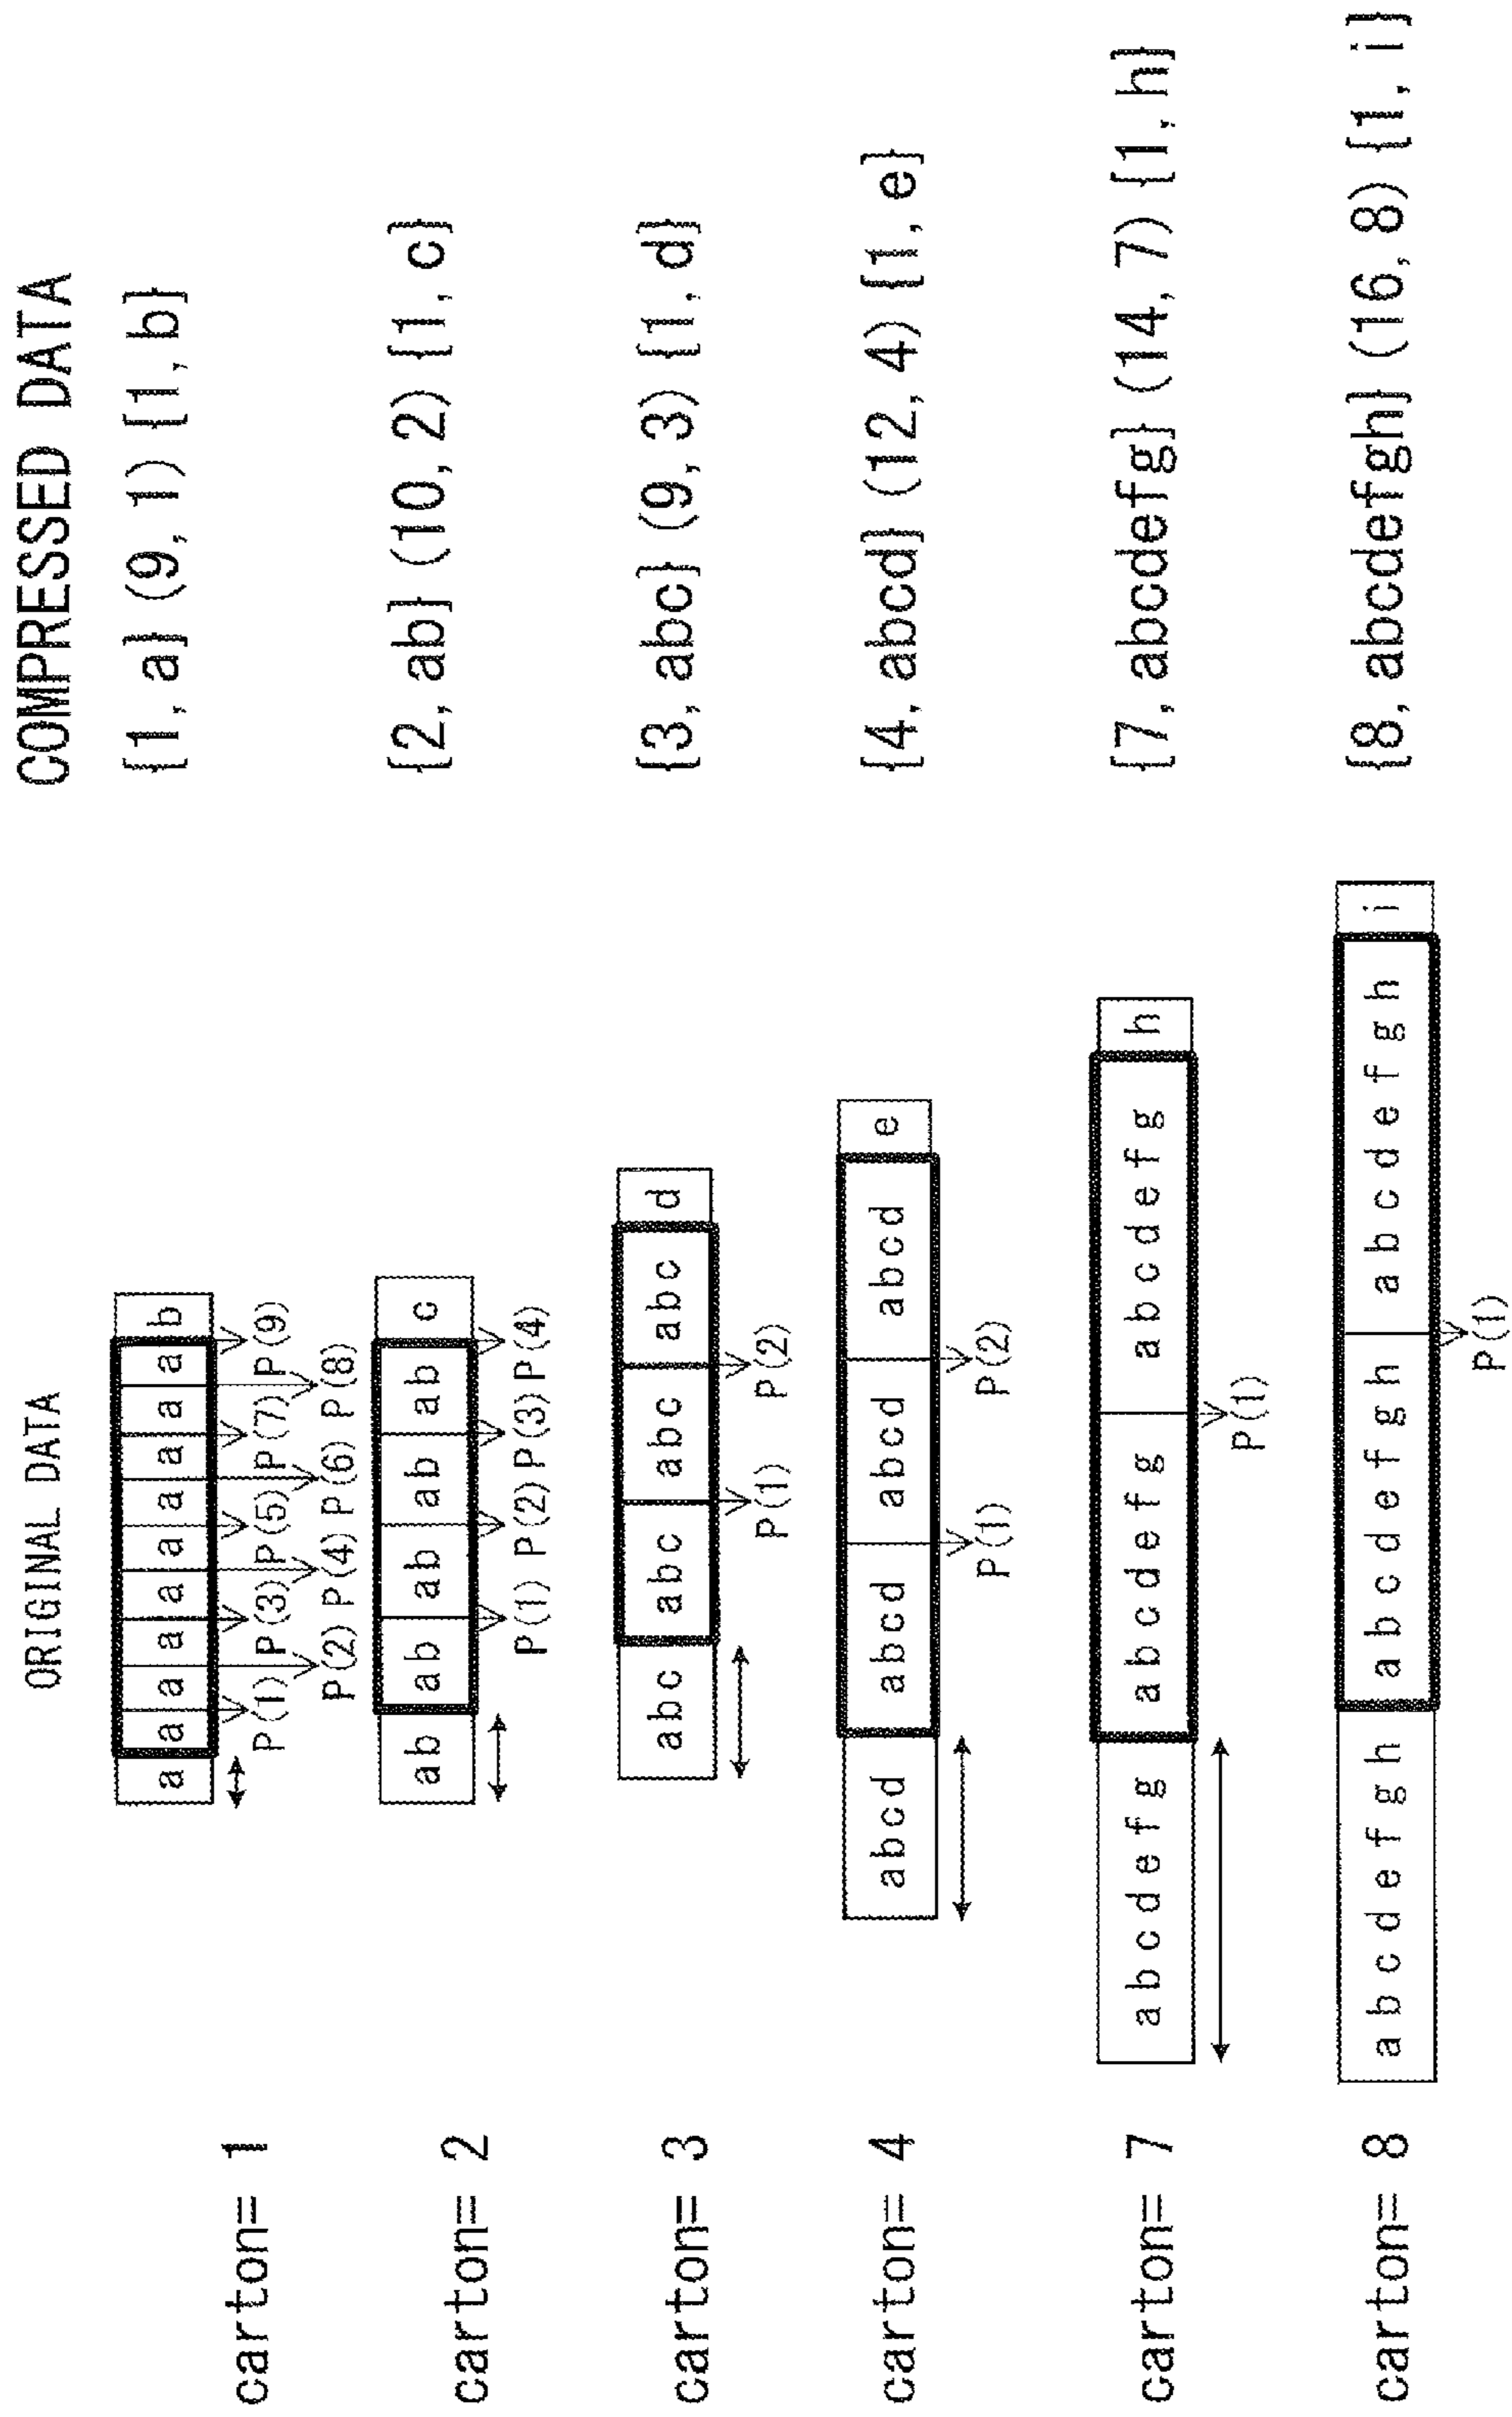 ORIGINAL DATA
COMPRESSED DATA
carton= 1
a a a a a a a a a a b
P(1) P(3) P(5) P(7) P(9)
P(2) P(4) P(6) P(8)
{1, a} (9, 1) {1, b}
carton= 2
ab ab ab ab ab c
P(1) P(2) P(3) P(4)
{2, ab} (10, 2) {1, c}
carton= 3
abc abc abc abc d
P(1) P(2)
{3, abc} (9, 3) {1, d}
carton= 4
abcd abcd abcd abcd e
P(1) P(2)
{4, abcd} (12, 4) {1, e}
carton= 7
a b c d e f g a b c d e f g a b c d e f g h
P(1)
{7, abcdefg} (14, 7) {1, h}
carton= 8
a b c d e f g h a b c d e f g h a b c d e f g h i
P(1)
{8, abcdefgh} (16, 8) {1, i}